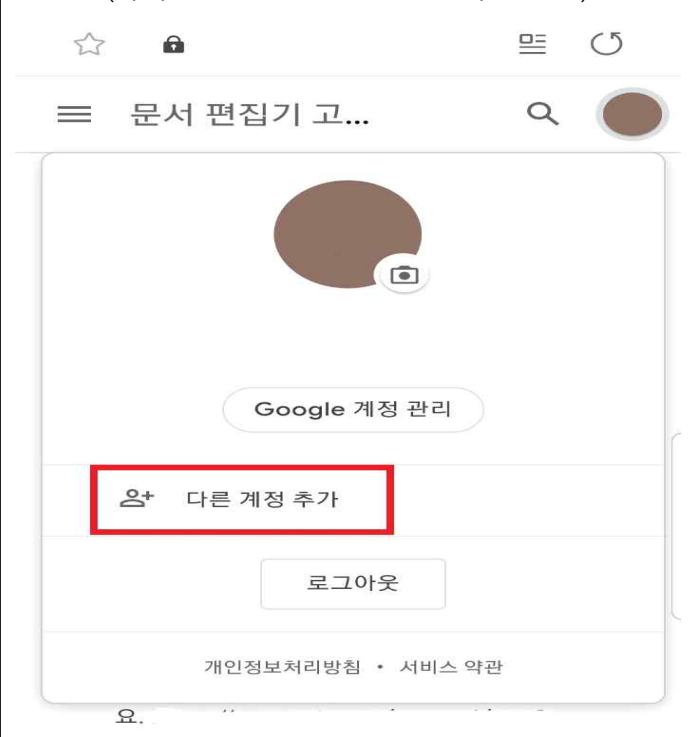 문서 편집기 고...
Google 계정 관리
다른 계정 추가
로그아웃
개인정보처리방침 • 서비스 약관
요.